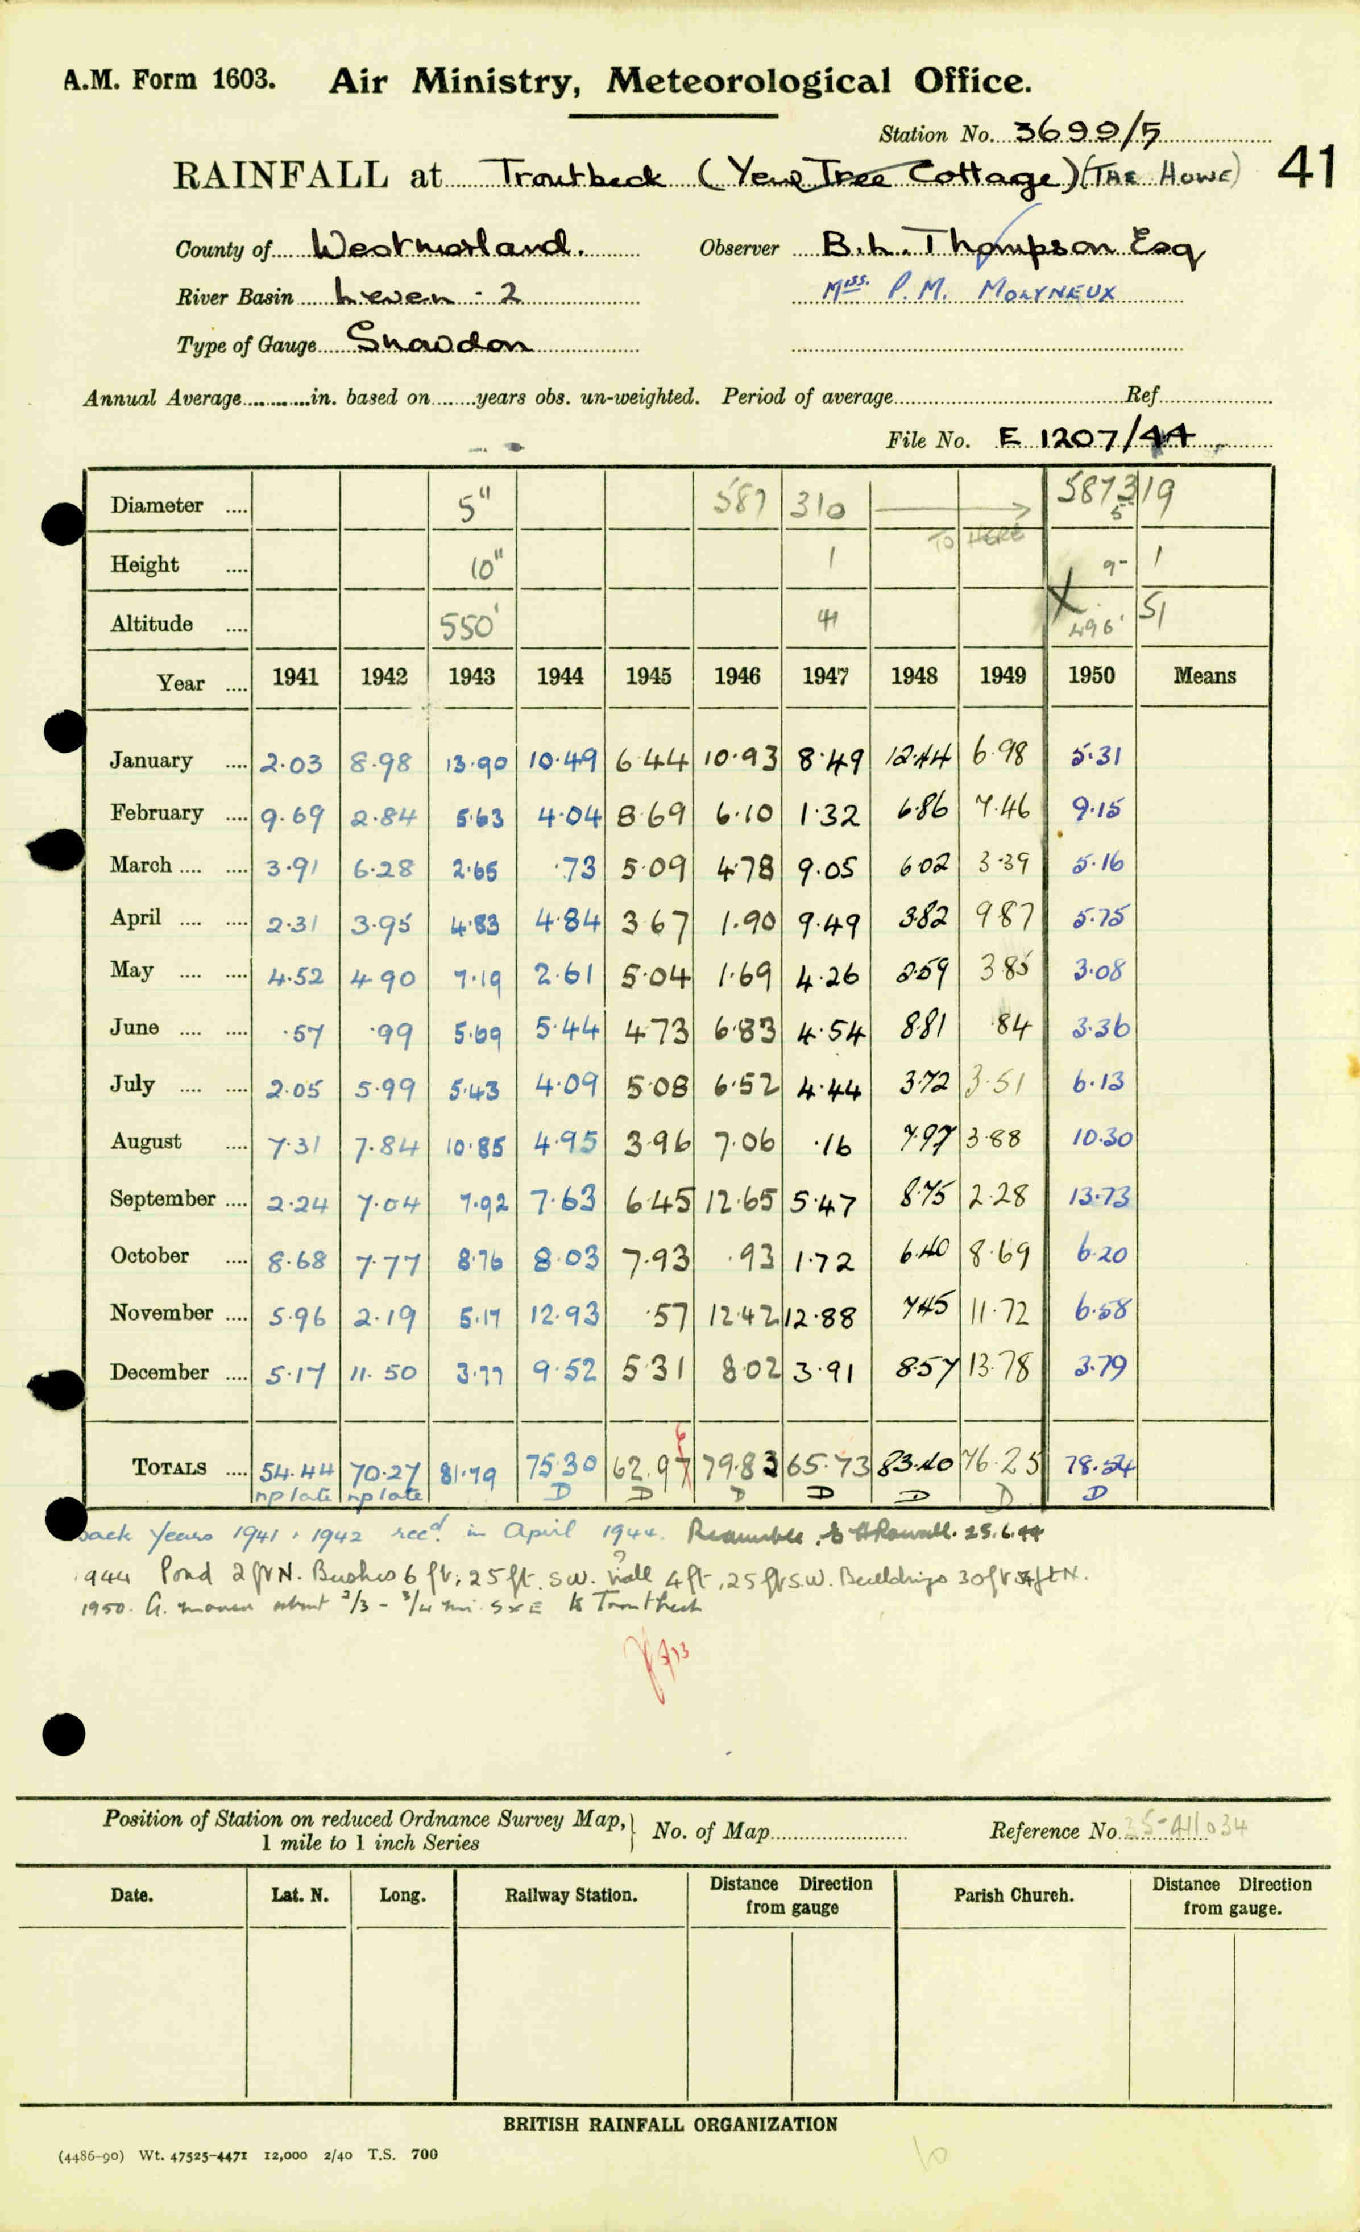 A.M. Form 1603. Air Ministry, Meteorological Office.
Station No. 3699/5
RAINFALL at Troutbeck (Yew Tree Cottage) (THE HOWE) 41
County of Westmorland. Observer B.L. Thompson Esq
River Basin Leven - 2 Miss. P.M. MOLYNEUX
Type of Gauge Snowdon
Annual Average in. based on years obs. un-weighted. Period of average Ref
File No. E 1207/44
Diameter 5" 587 310 5873 19
5
TO HERE
Height 10" 1 9- 1
Altitude 550' 41 X 496' 51
Year 1941 1942 1943 1944 1945 1946 1947 1948 1949 1950 Means
January 2.03 8.98 13.90 10.49 6.44 10.93 8.49 12.44 6.98 5.31
February 9.69 2.84 5.63 4.04 8.69 6.10 1.32 6.86 7.46 9.15
March 3.91 6.28 2.65 .73 5.09 4.78 9.05 6.02 3.39 5.16
April 2.31 3.95 4.83 4.84 3.67 1.90 9.49 3.82 9.87 5.75
May 4.52 4.90 7.19 2.61 5.04 1.69 4.26 2.59 3.85 3.08
June .57 .99 5.69 5.44 4.73 6.83 4.54 8.81 .84 3.36
July 2.05 5.99 5.43 4.09 5.08 6.52 4.44 3.72 3.51 6.13
August 7.31 7.84 10.85 4.95 3.96 7.06 .16 7.97 3.88 10.30
September 2.24 7.04 7.92 7.63 6.45 12.65 5.47 8.75 2.28 13.73
October 8.68 7.77 8.76 8.03 7.93 .93 1.72 6.40 8.69 6.20
November 5.96 2.19 5.17 12.93 .57 12.42 12.88 7.45 11.72 6.58
December 5.17 11.50 3.77 9.52 5.31 8.02 3.91 8.57 13.78 3.79
6
TOTALS 54.44 70.27 81.79 75.30 62.97 79.83 65.73 83.40 76.25 78.54
np late np late D D D D D D D
back years 1941, 1942 recd. in April 1944. 25.6.44
1944 Pond 2ft N. Bushes 6 ft, 25ft. SW. wall 4ft, 25ft S.W. Buildings 30ft N.
1950. G. moved about 2/3 - 3/4 mi. S x E to Troutbeck
Position of Station on reduced Ordnance Survey Map, No. of Map Reference No. 35-411034
1 mile to 1 inch Series
Date. Lat. N. Long. Railway Station. Distance from gauge Direction Parish Church. Distance Direction from gauge.
BRITISH RAINFALL ORGANIZATION
(4486-90) Wt. 47525-4471 12,000 2/40 T.S. 700